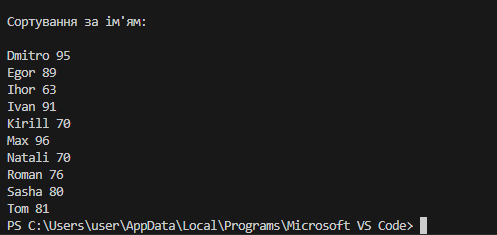 Сортування за ім'ям:
Dmitro 95
Egor 89
Ihor 63
Ivan 91
Kirill 70
Max 96
Natali 70
Roman 76
Sasha 80
Tom 81
PS C:\Users\user\AppData\Local\Programs\Microsoft VS Code>